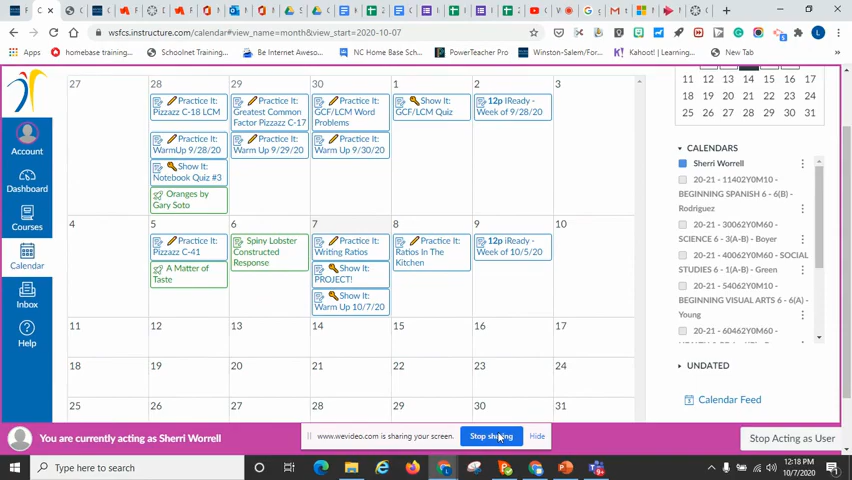 wsfcs.instructure.com/calendar#view_name=month&view_start=2020-10-07
Apps
homebase training...
Schoolnet Training...
Be Internet Awesome...
NC Home Base Scho...
PowerTeacher Pro
Winston-Salem/For...
Kahoot! | Learning...
New Tab
Account
Dashboard
Courses
Calendar
Inbox
Help
27
28
29
30
1
2
3
Practice It:
Pizzazz C-18 LCM
Practice It:
Greatest Common
Factor Pizzazz C-17
Practice It:
GCF/LCM Word
Problems
Show It:
GCF/LCM Quiz
12p IReady -
Week of 9/28/20
Practice It:
WarmUp 9/28/20
Practice It:
Warm Up 9/29/20
Practice It:
Warm Up 9/30/20
Show It:
Notebook Quiz #3
Oranges by
Gary Soto
4
5
6
7
8
9
10
Practice It:
Pizzazz C-41
Spiny Lobster
Constructed
Response
Practice It:
Writing Ratios
Practice It:
Ratios In The
Kitchen
12p iReady -
Week of 10/5/20
A Matter of
Taste
Show It:
PROJECT!
Show It:
Warm Up 10/7/20
11
12
13
14
15
16
17
18
19
20
21
22
23
24
25
26
27
28
29
30
31
11 12 13 14 15 16 17
18 19 20 21 22 23 24
25 26 27 28 29 30 31
CALENDARS
Sherri Worrell
20-21 - 11402Y0M10 -
BEGINNING SPANISH 6 - 6(B) -
Rodriguez
20-21 - 30062Y0M60 -
SCIENCE 6 - 3(A-B) - Boyer
20-21 - 40062Y0M60 - SOCIAL
STUDIES 6 - 1(A-B) - Green
20-21 - 54062Y0M10 -
BEGINNING VISUAL ARTS 6 - 6(A) -
Young
20-21 - 60462Y0M60 -
UNDATED
Calendar Feed
You are currently acting as Sherri Worrell
www.wevideo.com is sharing your screen.
Stop sharing
Hide
Stop Acting as User
Type here to search
12:18 PM
10/7/2020